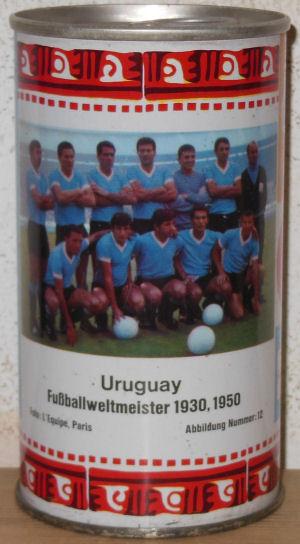 Uruguay
Fußballweltmeister 1930, 1950
Foto: L'Equipe, Paris
Abbildung Nummer: 12